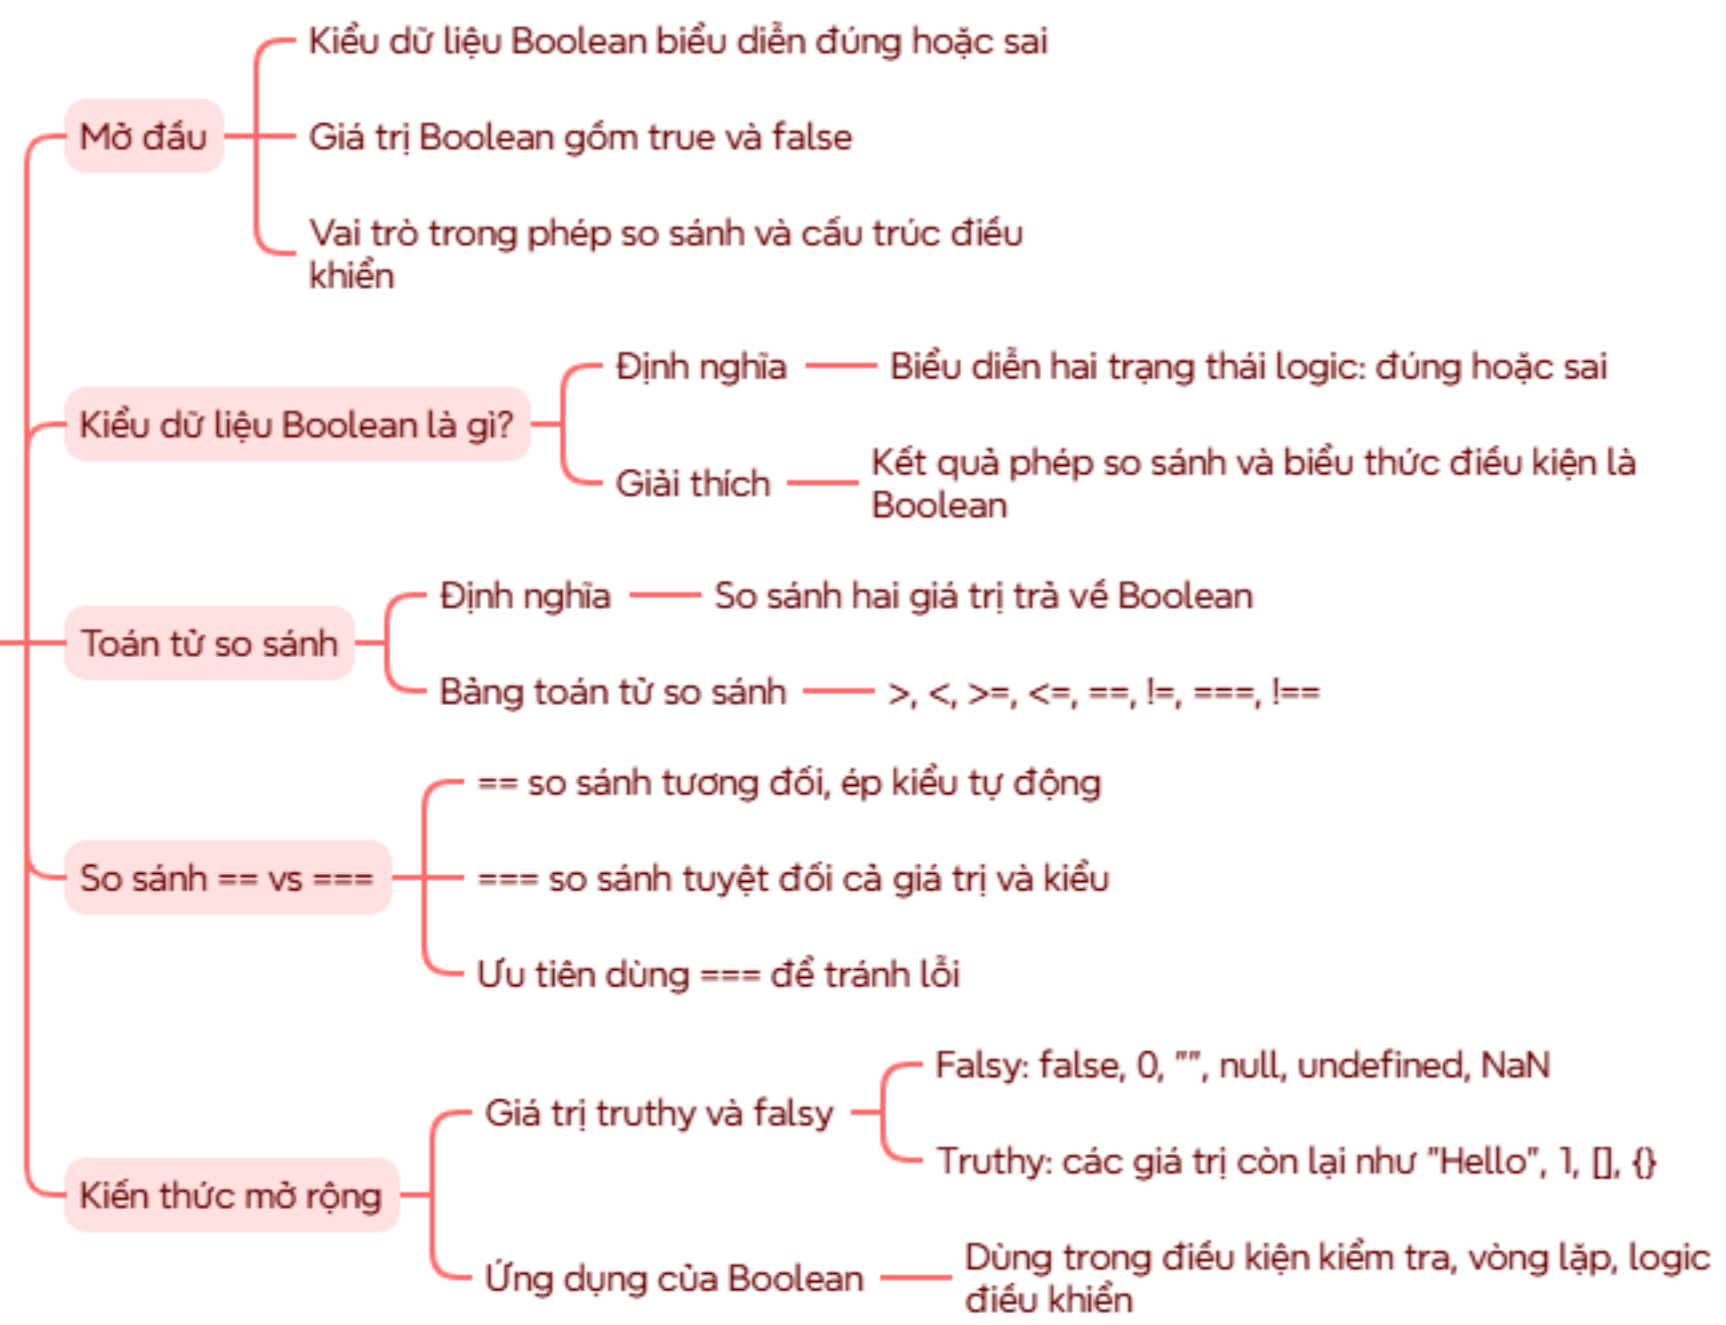 Mở đầu
Kiểu dữ liệu Boolean biểu diễn đúng hoặc sai
Giá trị Boolean gồm true và false
Vai trò trong phép so sánh và cấu trúc điều
khiển
Kiểu dữ liệu Boolean là gì?
Định nghĩa
Biểu diễn hai trạng thái logic: đúng hoặc sai
Giải thích
Kết quả phép so sánh và biểu thức điều kiện là
Boolean
Toán tử so sánh
Định nghĩa
So sánh hai giá trị trả về Boolean
Bảng toán tử so sánh
>, <, >=, <=, ==, !=, ===, !==
So sánh == vs ===
== so sánh tương đối, ép kiểu tự động
=== so sánh tuyệt đối cả giá trị và kiểu
Ưu tiên dùng === để tránh lỗi
Kiến thức mở rộng
Giá trị truthy và falsy
Falsy: false, 0, "", null, undefined, NaN
Truthy: các giá trị còn lại như "Hello", 1, [], {}
Ứng dụng của Boolean
Dùng trong điều kiện kiểm tra, vòng lặp, logic
điều khiển